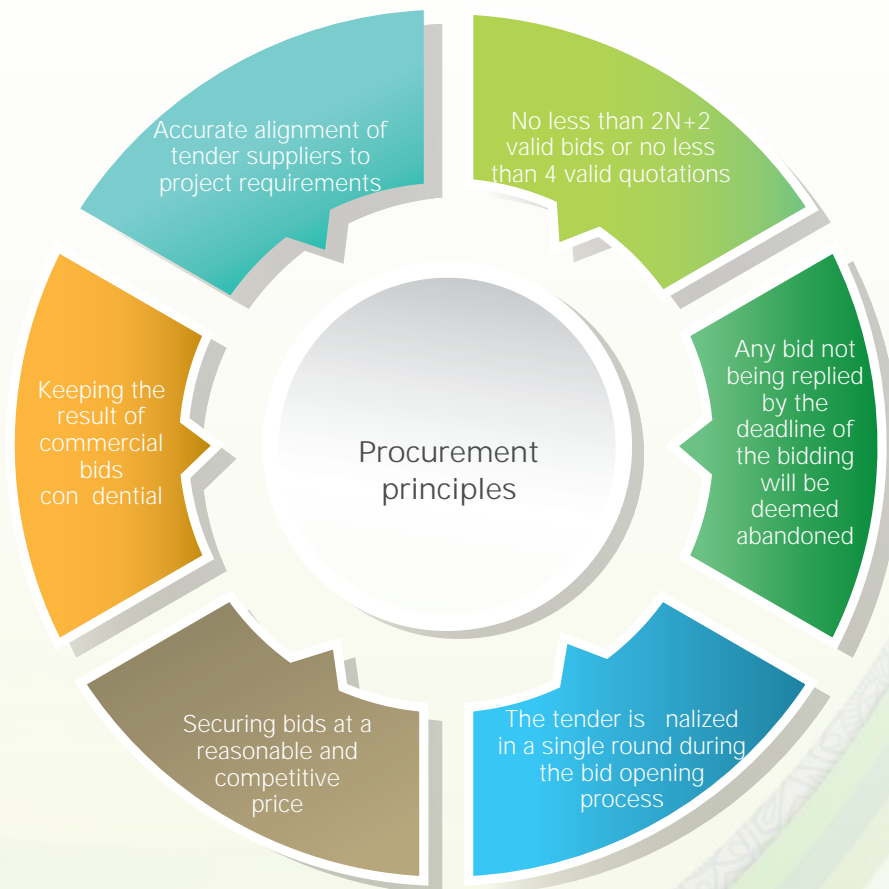 Accurate alignment of
tender suppliers to
project requirements
No less than 2N+2
valid bids or no less
than 4 valid quotations
Any bid not
being replied
by the
deadline of
the bidding
will be
deemed
abandoned
The tender is nalized
in a single round during
the bid opening
process
Securing bids at a
reasonable and
competitive
price
Keeping the
result of
commercial
bids
con dential
Procurement
principles